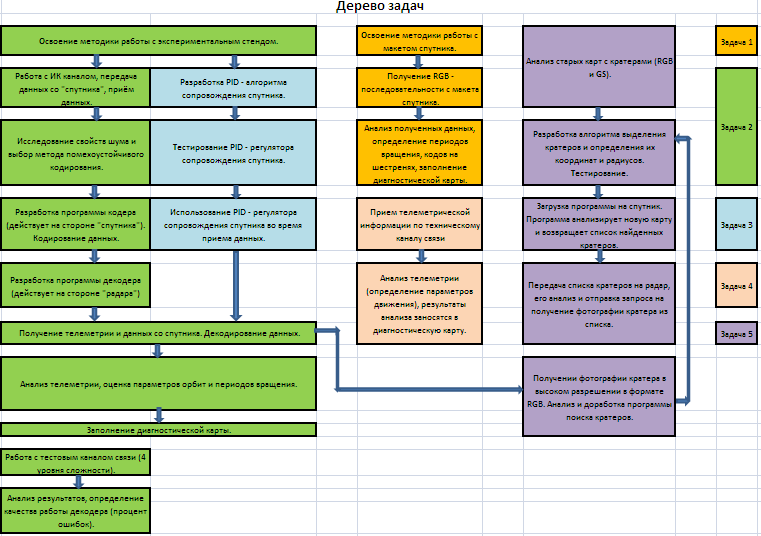 Дерево задач
Освоение методики работы с экспериментальным стендом.
Работа с ИК каналом, передача
данных со "спутника", приём
данных.
Разработка PID - алгоритма
сопровождения спутника.
Исследование свойств шума и
выбор метода помехоустойчивого
кодирования.
Тестирование PID - регулятора
сопровождения спутника.
Разработка программы кодера
(действует на стороне "спутника").
Кодирование данных.
Использование PID - регулятора
сопровождения спутника во время
приема данных.
Разработка программы декодера
(действует на стороне "радара")
Получение телеметрии и данных со спутника. Декодирование данных.
Анализ телеметрии, оценка параметров орбит и периодов вращения.
Заполнение диагностической карты.
Работа с тестовым каналом связи (4
уровня сложности).
Анализ результатов, определение
качества работы декодера (процент
ошибок).
Освоение методики работы с
макетом спутника.
Получение RGB -
последовательности с макета
спутника.
Анализ полученных данных,
определение периодов
вращения, кодов на
шестренях, заполнение
диагностической карты.
Прием телеметрической
информации по техническому
каналу связи
Анализ телеметрии
(определение параметров
движения), результаты
анализа заносятся в
диагностическую карту.
Анализ старых карт с кратерами (RGB
и GS).
Разработка алгоритма выделения
кратеров и определения их
координат и радиусов.
Тестирование.
Загрузка программы на спутник.
Программа анализирует новую карту
и возвращает список найденных
кратеров.
Передача списка кратеров на радар,
его анализ и отправка запроса на
получение фотографии кратера из
списка.
Получении фотографии кратера в
высоком разрешении в формате
RGB. Анализ и доработка программы
поиска кратеров.
Задача 1
Задача 2
Задача 3
Задача 4
Задача 5